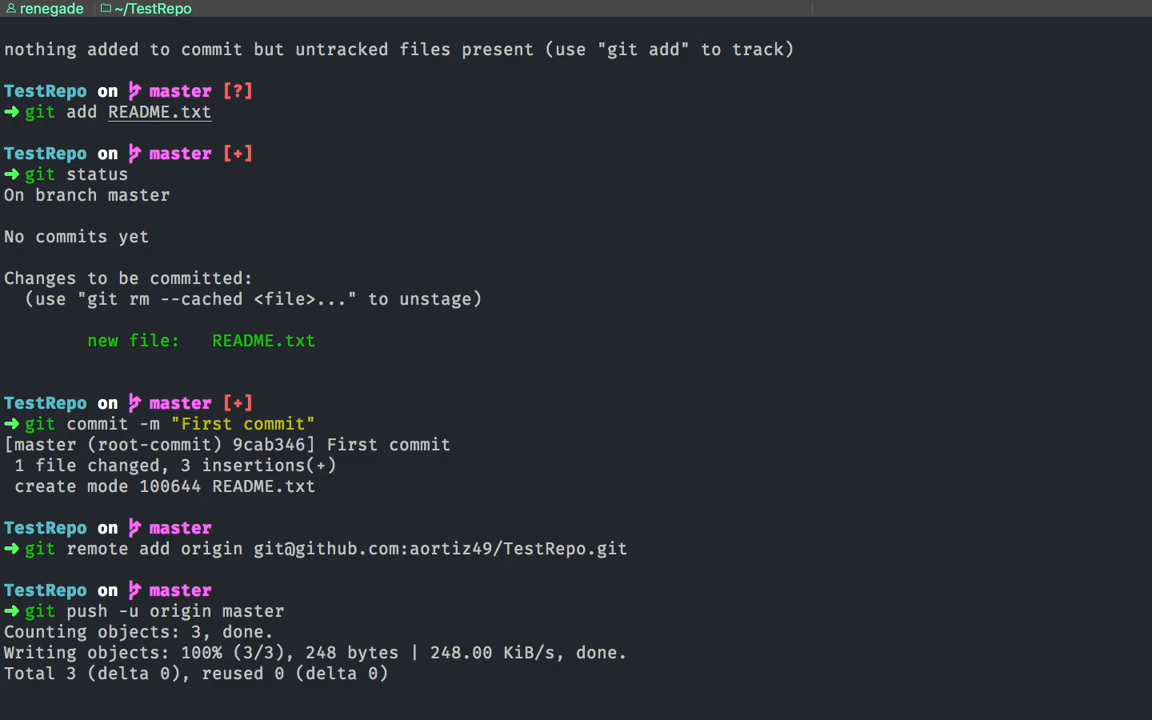 renegade ~/TestRepo
nothing added to commit but untracked files present (use "git add" to track)
TestRepo on master [?]
➜ git add README.txt
TestRepo on master [+]
➜ git status
On branch master
No commits yet
Changes to be committed:
(use "git rm --cached <file>..." to unstage)
new file: README.txt
TestRepo on master [+]
➜ git commit -m "First commit"
[master (root-commit) 9cab346] First commit
1 file changed, 3 insertions(+)
create mode 100644 README.txt
TestRepo on master
➜ git remote add origin git@github.com:aortiz49/TestRepo.git
TestRepo on master
➜ git push -u origin master
Counting objects: 3, done.
Writing objects: 100% (3/3), 248 bytes | 248.00 KiB/s, done.
Total 3 (delta 0), reused 0 (delta 0)